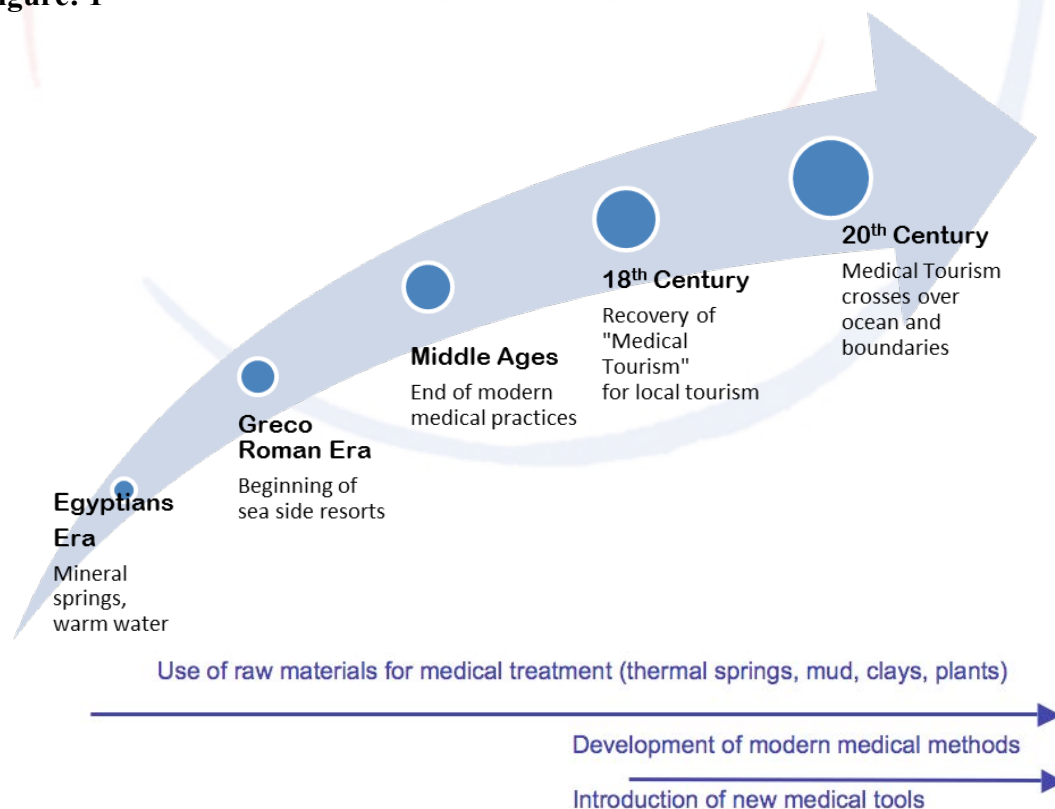 Figure: 1
Egyptians
Era
Mineral
springs,
warm water
Greco
Roman Era
Beginning of
sea side resorts
Middle Ages
End of modern
medical practices
18th Century
Recovery of
"Medical
Tourism"
for local tourism
20th Century
Medical Tourism
crosses over
ocean and
boundaries
Use of raw materials for medical treatment (thermal springs, mud, clays, plants)
Development of modern medical methods
Introduction of new medical tools